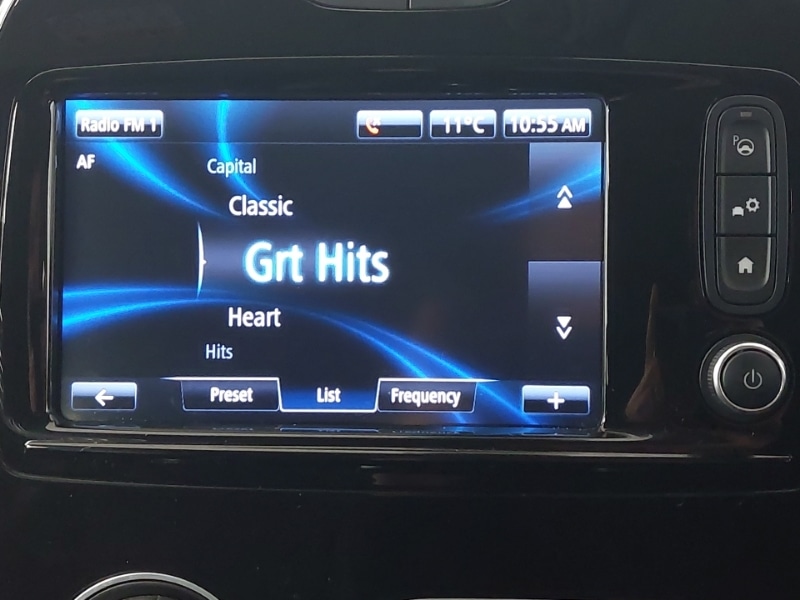 Radio FM 1 11°C 10:55 AM
AF
Capital
Classic
Grt Hits
Heart
Hits
Preset List Frequency
P